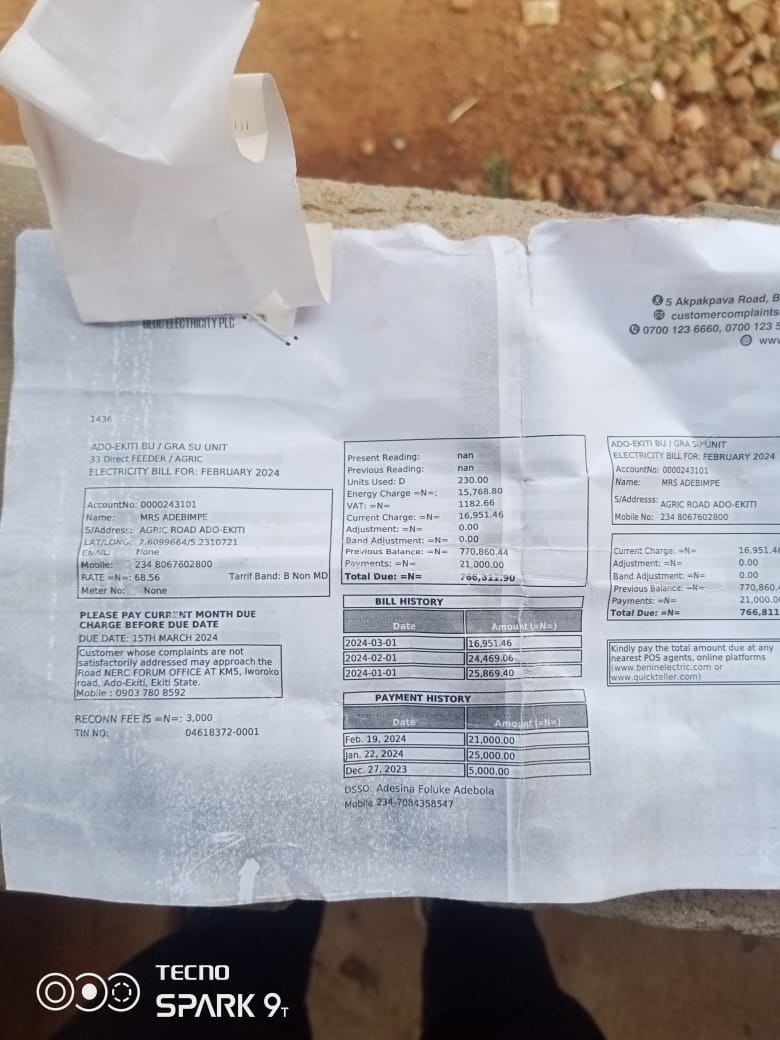 ELECTRICITY PLC
5 Akpakpava Road, B
customercomplaints
0700 123 6660, 0700 123 5
www
1436
ADO-EKITI BU / GRA SU UNIT
33 Direct FEEDER / AGRIC
ELECTRICITY BILL FOR: FEBRUARY 2024
AccountNo: 0000243101
Name: MRS ADEBIMPE
S/Address: AGRIC ROAD ADO-EKITI
LAT/LONG: 7.6099664/5.2310721
EMAIL: None
Mobile: 234 8067602800
RATE =N=: 68.56 Tarrif Band: B Non MD
Meter No: None
PLEASE PAY CURRENT MONTH DUE
CHARGE BEFORE DUE DATE
DUE DATE: 15TH MARCH 2024
Customer whose complaints are not
satisfactorily addressed may approach the
Road NERC FORUM OFFICE AT KM5, Iworoko
road, Ado-Ekiti, Ekiti State.
Mobile : 0903 780 8592
RECONN FEE IS =N=: 3,000
TIN NO: 04618372-0001
Present Reading: nan
Previous Reading: nan
Units Used: D 230.00
Energy Charge =N=: 15,768.80
VAT: =N= 1182.66
Current Charge: =N= 16,951.46
Adjustment: =N= 0.00
Band Adjustment: =N= 0.00
Previous Balance: =N= 770,860.44
Payments: =N= 21,000.00
Total Due: =N= 766,811.90
BILL HISTORY
Date Amount (=N=)
2024-03-01 16,951.46
2024-02-01 24,469.06
2024-01-01 25,869.40
PAYMENT HISTORY
Date Amount (=N=)
Feb. 19, 2024 21,000.00
Jan. 22, 2024 25,000.00
Dec. 27, 2023 5,000.00
DSSO: Adesina Foluke Adebola
Mobile 234-7084358547
ADO-EKITI BU / GRA SU UNIT
ELECTRICITY BILL FOR: FEBRUARY 2024
AccountNo: 0000243101
Name: MRS ADEBIMPE
S/Addresss: AGRIC ROAD ADO-EKITI
Mobile No: 234 8067602800
Current Charge: =N= 16,951.46
Adjustment: =N= 0.00
Band Adjustment: =N= 0.00
Previous Balance: =N= 770,860.
Payments: =N= 21,000.0
Total Due: =N= 766,811
Kindly pay the total amount due at any
nearest POS agents, online platforms
(www.beninelectric.com or
www.quickteller.com)
TECNO
SPARK 9T